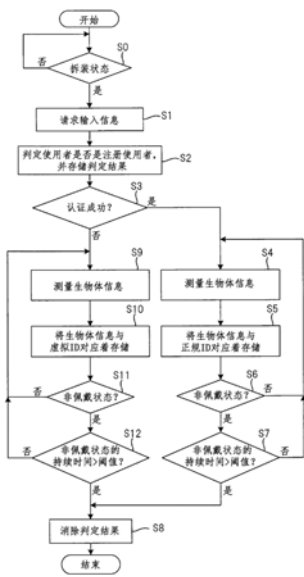 开始
S0
拆装状态
否
是
S1
请求输入信息
S2
判定使用者是否是注册使用者,
并存储判定结果
S3
认证成功?
是
否
S9
测量生物体信息
S4
测量生物体信息
S10
将生物体信息与
虚拟ID对应着存储
S5
将生物体信息与
正规ID对应着存储
S11
否
非佩戴状态?
是
S6
否
非佩戴状态?
是
S12
否
非佩戴状态的
持续时间>阈值?
是
S7
否
非佩戴状态的
持续时间>阈值?
是
S8
消除判定结果
结束